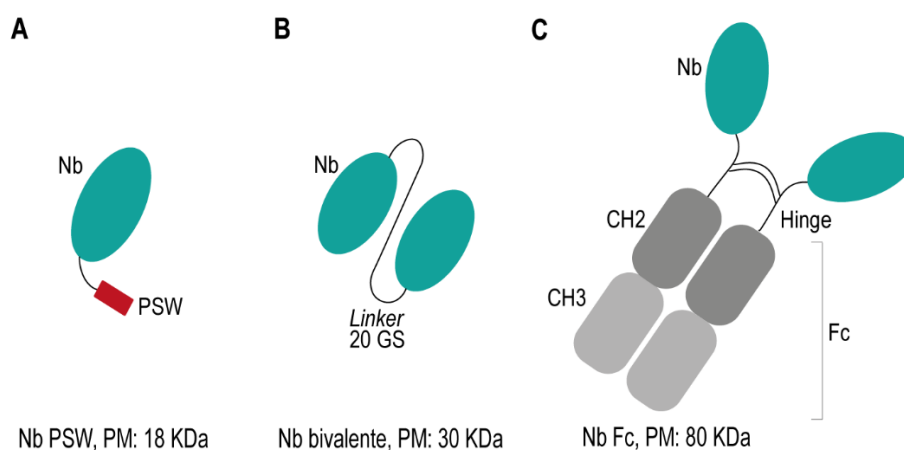 A
Nb
PSW
Nb PSW, PM: 18 KDa
B
Nb
Linker
20 GS
Nb bivalente, PM: 30 KDa
C
Nb
Hinge
CH2
CH3
Fc
Nb Fc, PM: 80 KDa